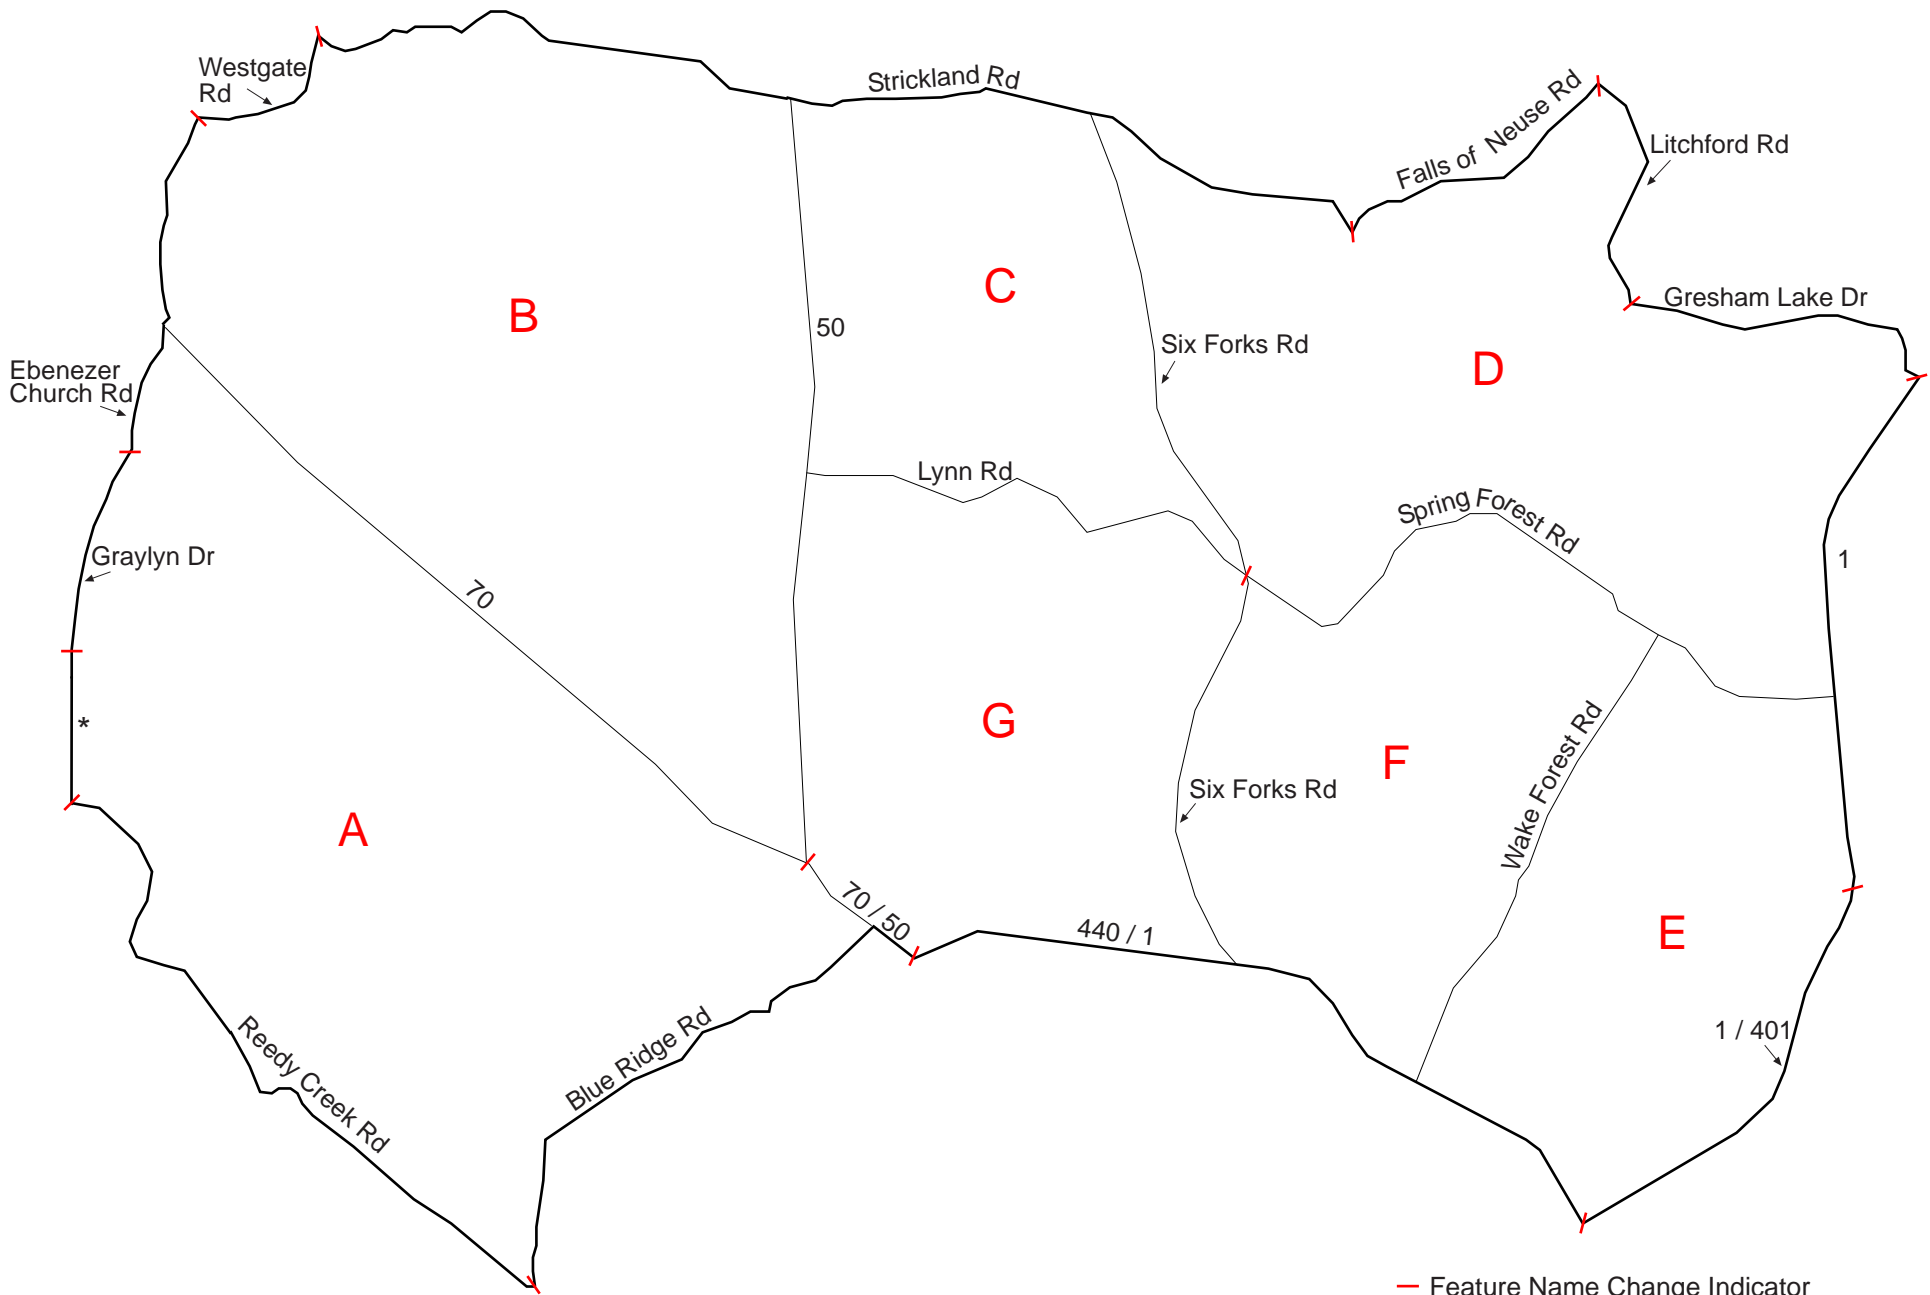 Westgate
Rd
Strickland Rd
Falls of Neuse Rd
Litchford Rd
Gresham Lake Dr
B
C
50
Six Forks Rd
D
Ebenezer
Church Rd
Lynn Rd
Spring Forest Rd
Graylyn Dr
1
70
*
G
F
Six Forks Rd
Wake Forest Rd
A
70 / 50
440 / 1
E
1 / 401
Reedy Creek Rd
Blue Ridge Rd
Feature Name Change Indicator